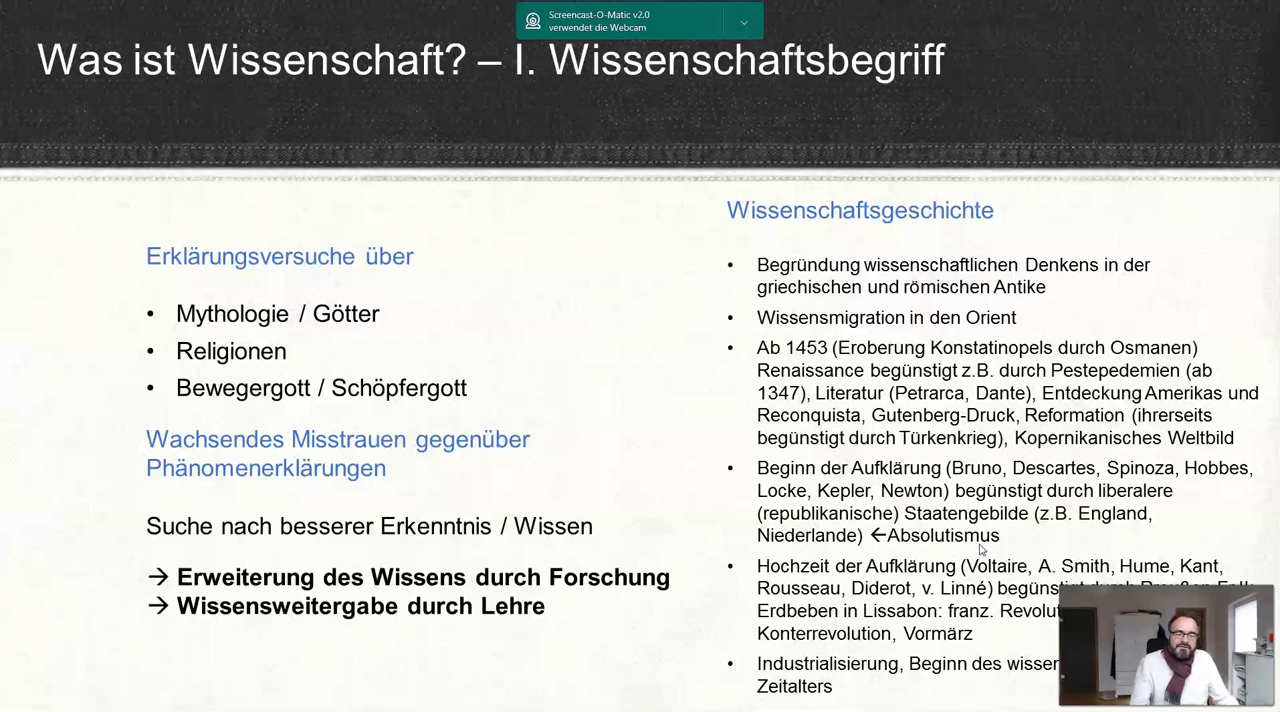 Screencast-O-Matic v2.0
verwendet die Webcam
Was ist Wissenschaft? – I. Wissenschaftsbegriff
Erklärungsversuche über
• Mythologie / Götter
• Religionen
• Bewegergott / Schöpfergott
Wachsendes Misstrauen gegenüber
Phänomenerklärungen
Suche nach besserer Erkenntnis / Wissen
→ Erweiterung des Wissens durch Forschung
→ Wissensweitergabe durch Lehre
Wissenschaftsgeschichte
• Begründung wissenschaftlichen Denkens in der
griechischen und römischen Antike
• Wissensmigration in den Orient
• Ab 1453 (Eroberung Konstatinopels durch Osmanen)
Renaissance begünstigt z.B. durch Pestepedemien (ab
1347), Literatur (Petrarca, Dante), Entdeckung Amerikas und
Reconquista, Gutenberg-Druck, Reformation (ihrerseits
begünstigt durch Türkenkrieg), Kopernikanisches Weltbild
• Beginn der Aufklärung (Bruno, Descartes, Spinoza, Hobbes,
Locke, Kepler, Newton) begünstigt durch liberalere
(republikanische) Staatengebilde (z.B. England,
Niederlande) ←Absolutismus
• Hochzeit der Aufklärung (Voltaire, A. Smith, Hume, Kant,
Rousseau, Diderot, v. Linné) begünstigt durch Preußen
Erdbeben in Lissabon: franz.
Konterrevolution, Vormärz
• Industrialisierung, Beginn des
Zeitalters